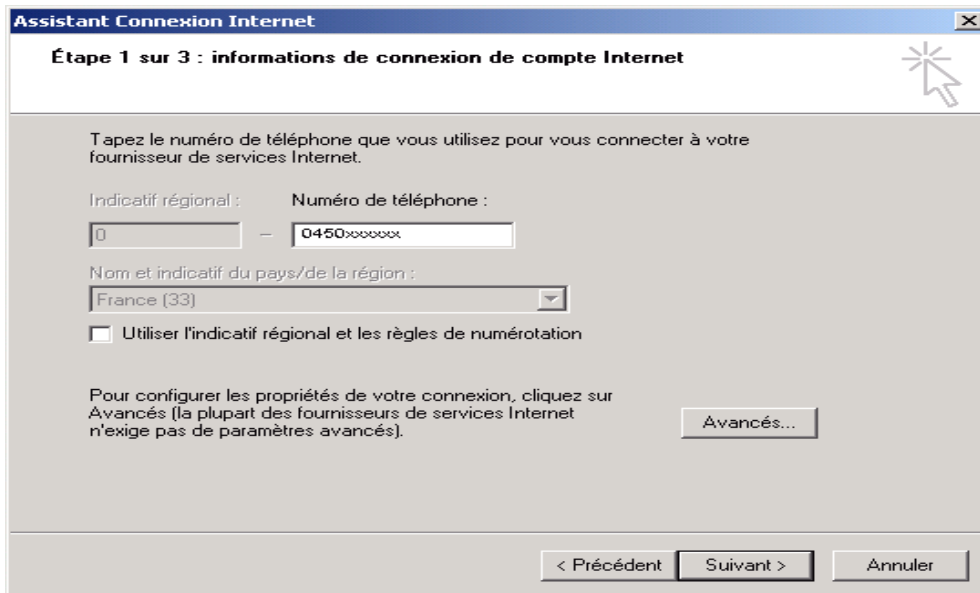 Assistant Connexion Internet
Étape 1 sur 3 : informations de connexion de compte Internet
Tapez le numéro de téléphone que vous utilisez pour vous connecter à votre
fournisseur de services Internet.
Indicatif régional : Numéro de téléphone :
0 – 0450xxxxxx
Nom et indicatif du pays/de la région :
France (33)
Utiliser l'indicatif régional et les règles de numérotation
Pour configurer les propriétés de votre connexion, cliquez sur
Avancés (la plupart des fournisseurs de services Internet
n'exige pas de paramètres avancés).
Avancés...
< Précédent Suivant > Annuler